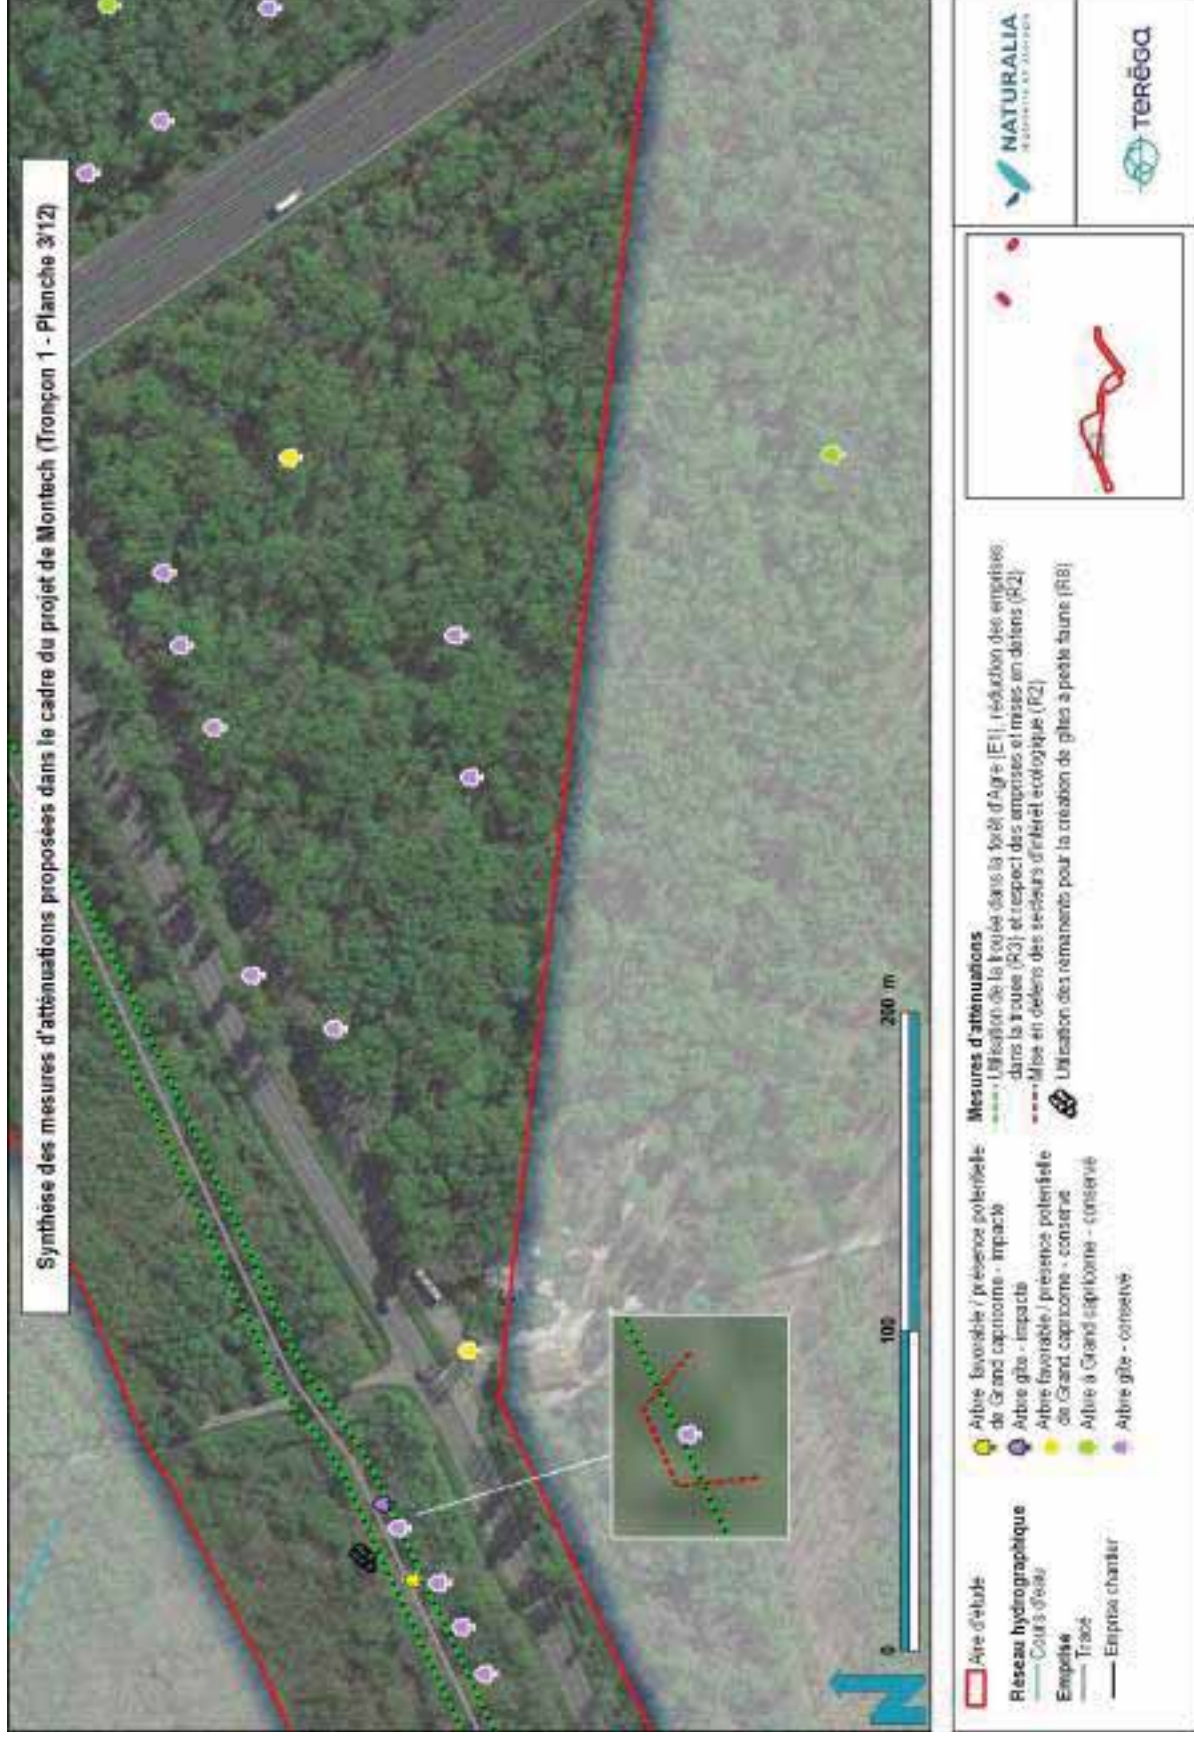 Synthèse des mesures d'atténuations proposées dans le cadre du projet de Montech (Tronçon 1 - Planche 3/12)
0
100
200 m
N
Aire d'étude
Réseau hydrographique
Cours d'eau
Emprise
Tracé
Emprise chantier
Arbre favorable / présence potentielle
de Grand capricorne - impacté
Arbre gîte - impacté
Arbre favorable / présence potentielle
de Grand capricorne - conservé
Arbre à Grand capricorne - conservé
Arbre gîte - conservé
Mesures d'atténuations
Utilisation de la trouée dans la forêt d'Agre (E1), réduction des emprises
dans la trouée (R3) et respect des emprises et mises en defens (R2)
Mise en defens des secteurs d'intérêt écologique (R2)
Utilisation des rémanents pour la création de gîtes à petite faune (R8)
NATURALIA
TERēGA